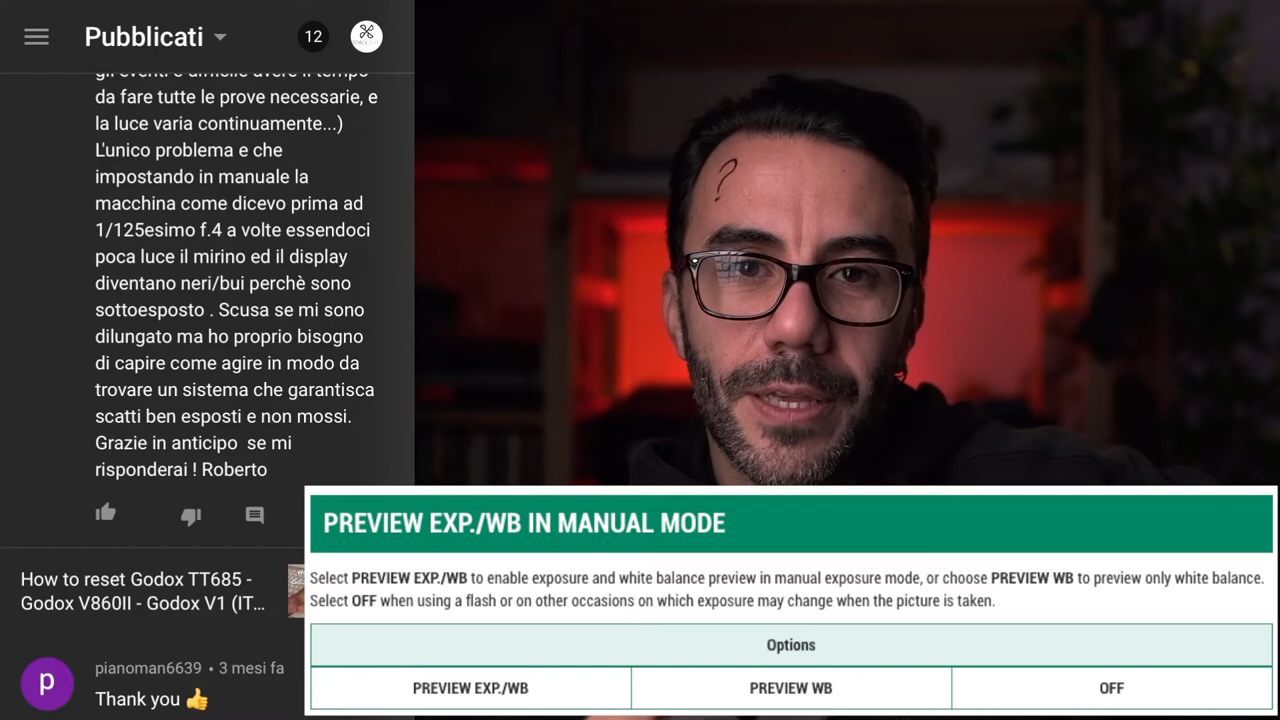 Pubblicati
12
da fare tutte le prove necessarie, e
la luce varia continuamente...)
L'unico problema e che
impostando in manuale la
macchina come dicevo prima ad
1/125esimo f.4 a volte essendoci
poca luce il mirino ed il display
diventano neri/bui perchè sono
sottoesposto . Scusa se mi sono
dilungato ma ho proprio bisogno
di capire come agire in modo da
trovare un sistema che garantisca
scatti ben esposti e non mossi.
Grazie in anticipo  se mi
risponderai ! Roberto
How to reset Godox TT685 -
Godox V860II - Godox V1 (IT...
p
pianoman6639 • 3 mesi fa
Thank you 👍
?
PREVIEW EXP./WB IN MANUAL MODE
Select PREVIEW EXP./WB to enable exposure and white balance preview in manual exposure mode, or choose PREVIEW WB to preview only white balance.
Select OFF when using a flash or on other occasions on which exposure may change when the picture is taken.
Options
PREVIEW EXP./WB
PREVIEW WB
OFF